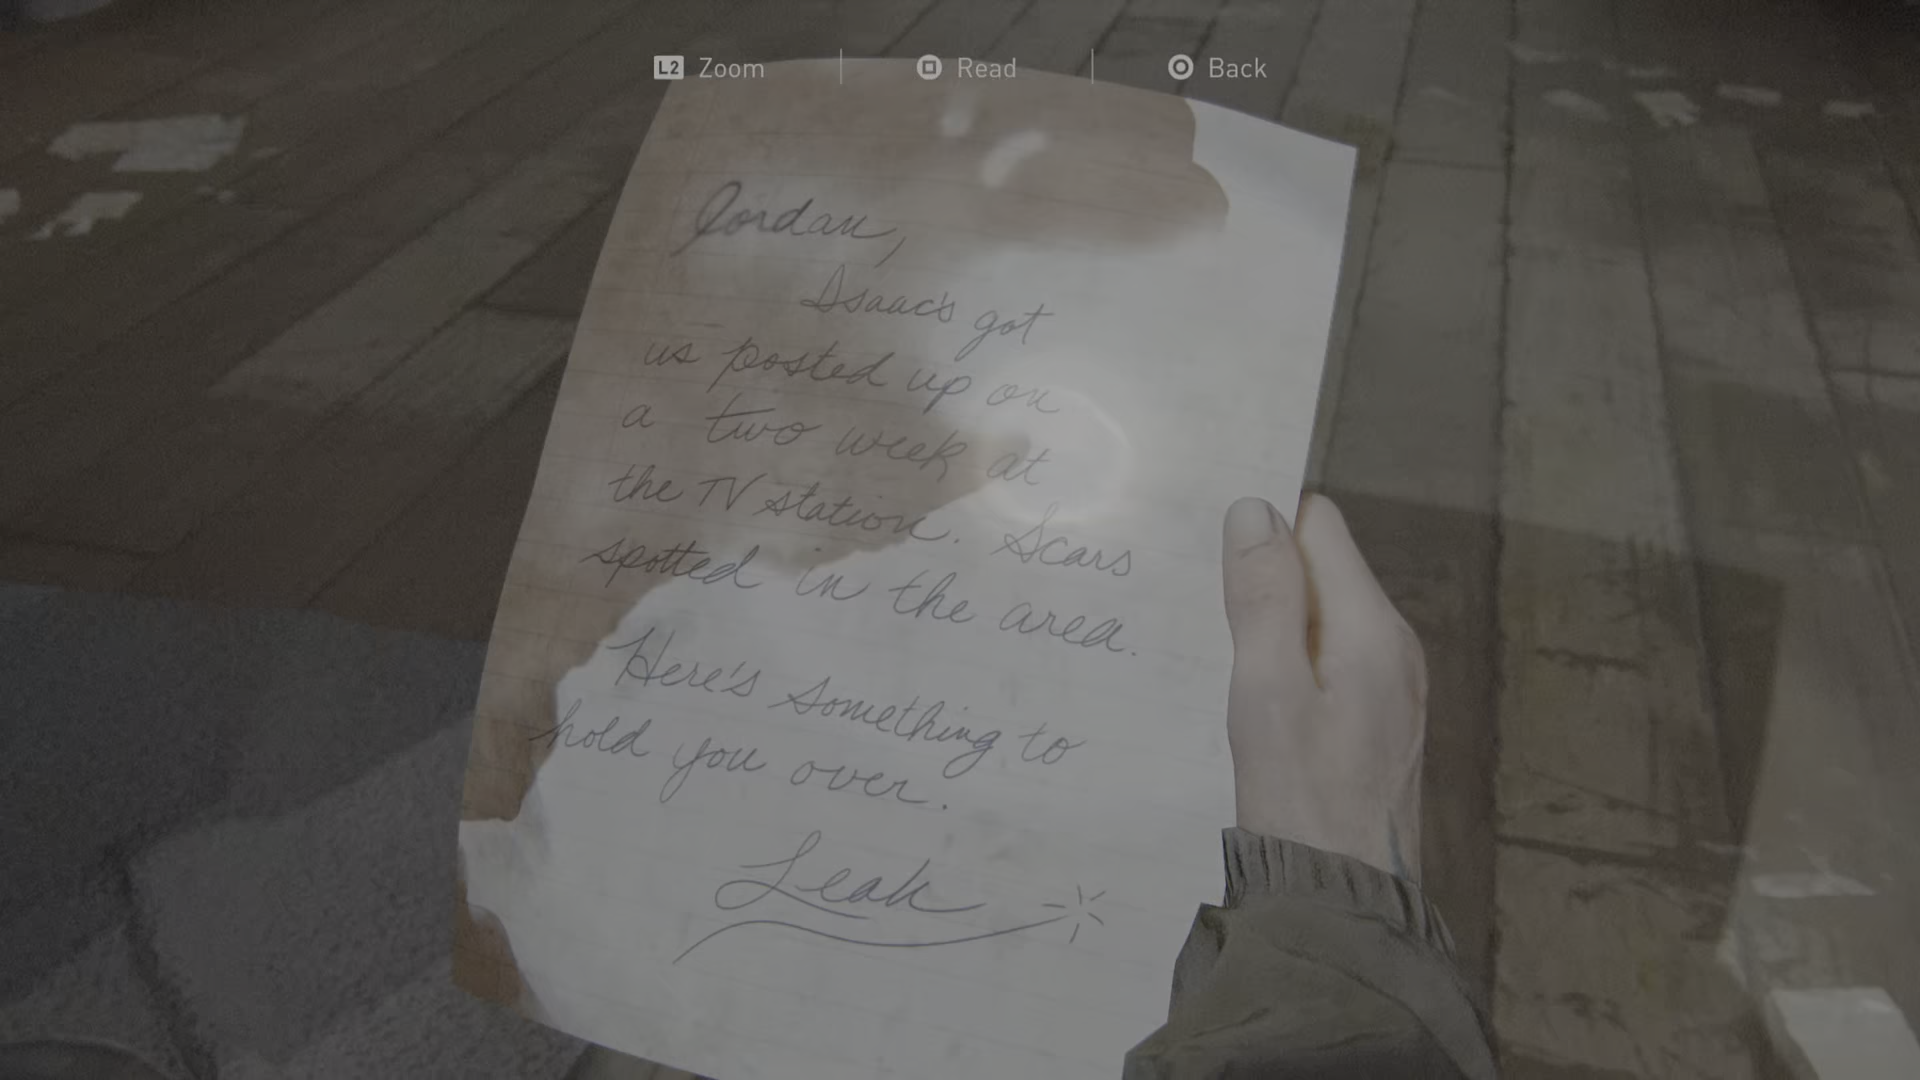 L2 Zoom
Read
Back
Jordan,
Isaac's got
us posted up on
a two week at
the TV station. Scars
spotted in the area.
Here's something to
hold you over.
Leah